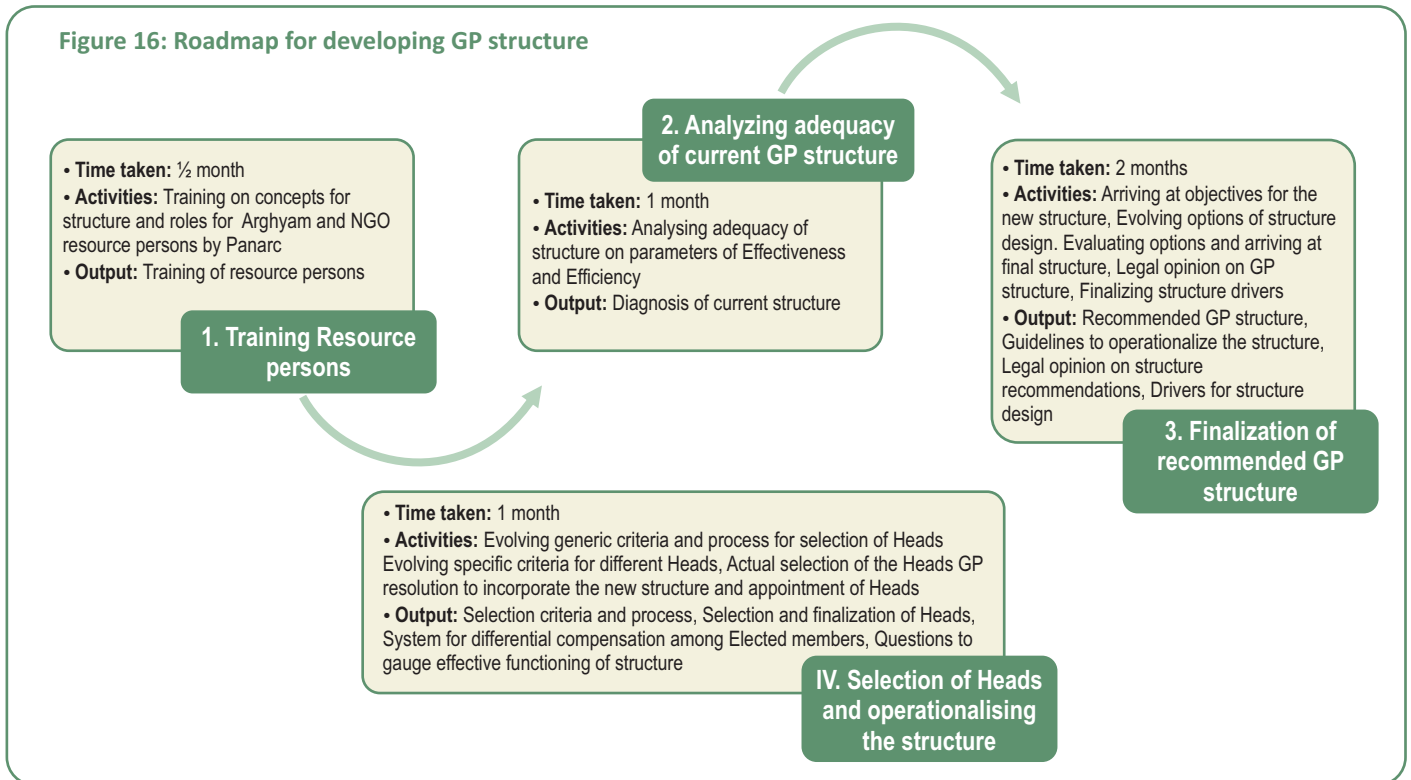 Figure 16: Roadmap for developing GP structure
• Time taken: ½ month
• Activities: Training on concepts for
structure and roles for Arghyam and NGO
resource persons by Panarc
• Output: Training of resource persons
1. Training Resource
persons
2. Analyzing adequacy
of current GP structure
• Time taken: 1 month
• Activities: Analysing adequacy of
structure on parameters of Effectiveness
and Efficiency
• Output: Diagnosis of current structure
• Time taken: 2 months
• Activities: Arriving at objectives for the
new structure, Evolving options of structure
design. Evaluating options and arriving at
final structure, Legal opinion on GP
structure, Finalizing structure drivers
• Output: Recommended GP structure,
Guidelines to operationalize the structure,
Legal opinion on structure
recommendations, Drivers for structure
design
3. Finalization of
recommended GP
structure
• Time taken: 1 month
• Activities: Evolving generic criteria and process for selection of Heads
Evolving specific criteria for different Heads, Actual selection of the Heads GP
resolution to incorporate the new structure and appointment of Heads
• Output: Selection criteria and process, Selection and finalization of Heads,
System for differential compensation among Elected members, Questions to
gauge effective functioning of structure
IV. Selection of Heads
and operationalising
the structure